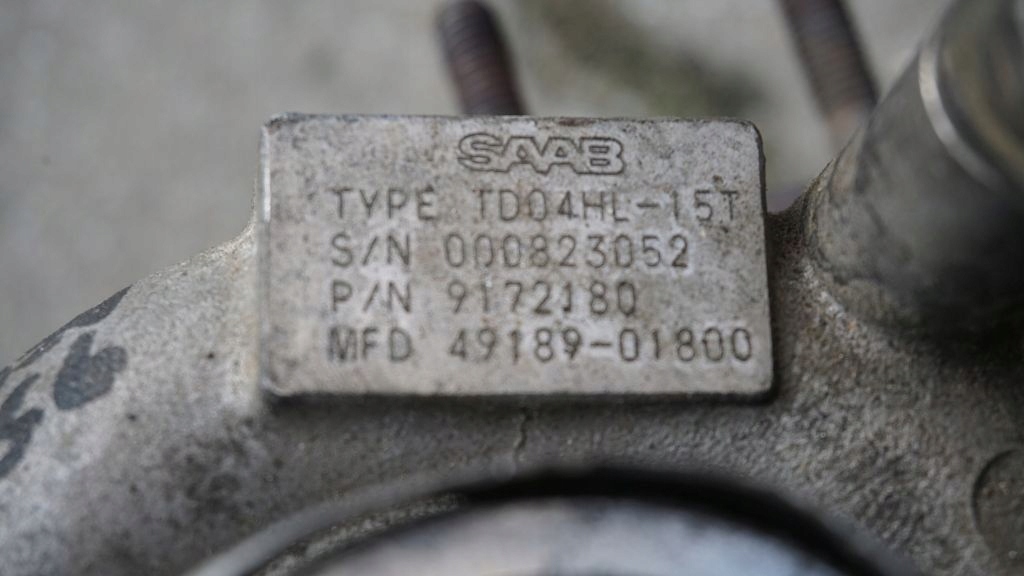 SAAB
TYPE TD04HL-15T
S/N 000823052
P/N 9172180
MFD 49189-01800